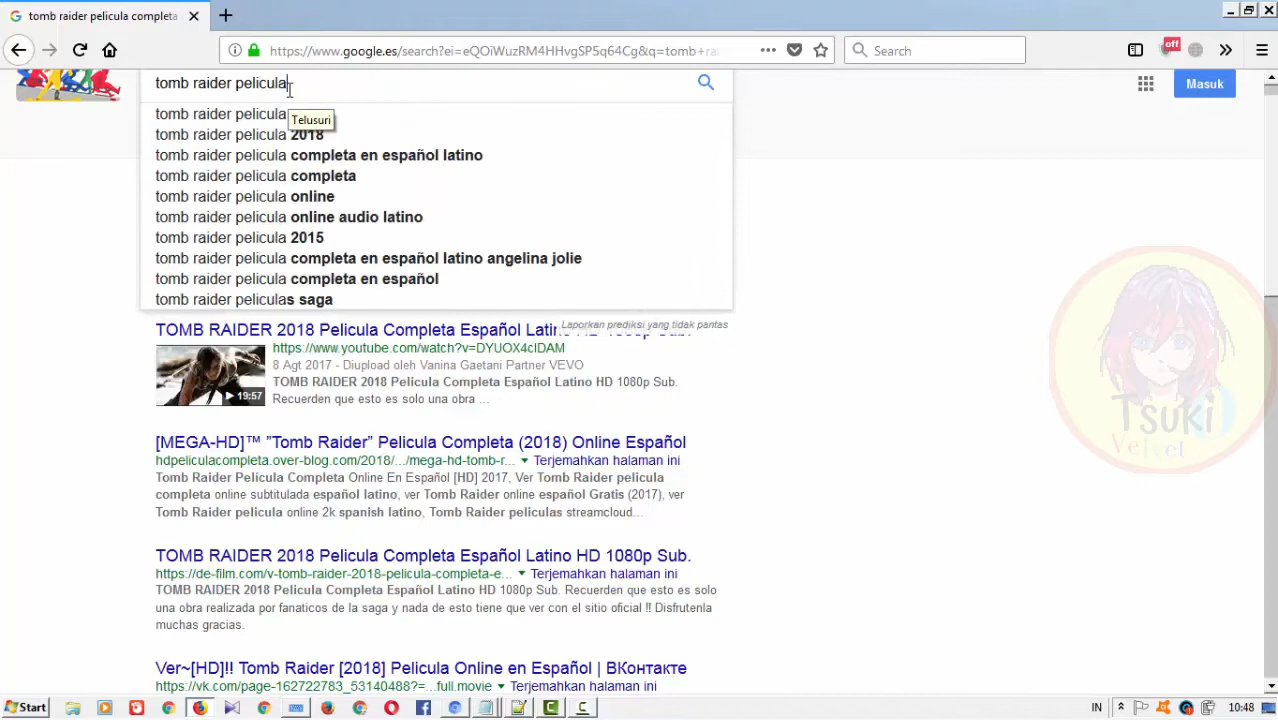 tomb raider pelicula completa
https://www.google.es/search?ei=eQOiWuzRM4HHvgSP5q64Cg&q=tomb+rai
Search
off
tomb raider pelicula
Masuk
tomb raider pelicula
Telusuri
tomb raider pelicula 2018
tomb raider pelicula completa en español latino
tomb raider pelicula completa
tomb raider pelicula online
tomb raider pelicula online audio latino
tomb raider pelicula 2015
tomb raider pelicula completa en español latino angelina jolie
tomb raider pelicula completa en español
tomb raider peliculas saga
Laporkan prediksi yang tidak pantas
TOMB RAIDER 2018 Pelicula Completa Español Latino
https://www.youtube.com/watch?v=DYUOX4cIDAM
8 Agt 2017 - Diupload oleh Vanina Gaetani Partner VEVO
TOMB RAIDER 2018 Pelicula Completa Español Latino HD 1080p Sub.
19:57
Recuerden que esto es solo una obra ...
[MEGA-HD]™ ”Tomb Raider” Pelicula Completa (2018) Online Español
hdpeliculacompleta.over-blog.com/2018/.../mega-hd-tomb-r... Terjemahkan halaman ini
Tomb Raider Película Completa Online En Español [HD] 2017, Ver Tomb Raider pelicula
completa online subtitulada español latino, ver Tomb Raider online español Gratis (2017), ver
Tomb Raider pelicula online 2k spanish latino, Tomb Raider peliculas streamcloud...
TOMB RAIDER 2018 Pelicula Completa Español Latino HD 1080p Sub.
https://de-film.com/v-tomb-raider-2018-pelicula-completa-e... Terjemahkan halaman ini
TOMB RAIDER 2018 Pelicula Completa Español Latino HD 1080p Sub. Recuerden que esto es solo
una obra realizada por fanaticos de la saga y nada de esto tiene que ver con el sitio oficial !! Disfrutenla
muchas gracias.
Ver~[HD]!! Tomb Raider [2018] Pelicula Online en Español | ВКонтакте
https://vk.com/page-162722783_53140488?=...full.movie Terjemahkan halaman ini
Tsuki
Velvet
Start
IN
10:48